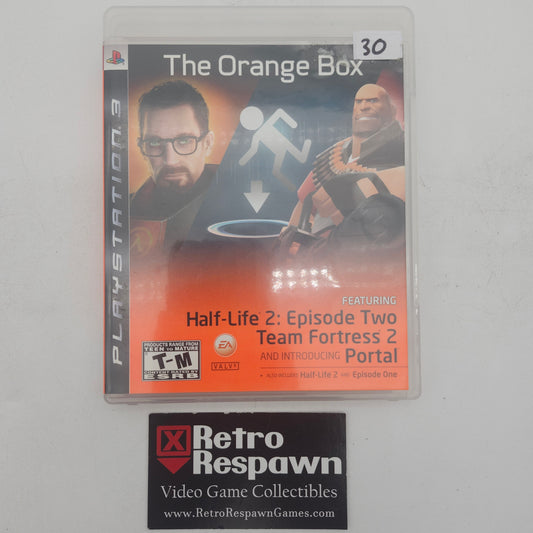 30
The Orange Box
PLAYSTATION 3
FEATURING
Half-Life 2: Episode Two
Team Fortress 2
AND INTRODUCING Portal
• ALSO INCLUDES Half-Life 2 AND Episode One
PRODUCTS RANGE FROM
TEEN TO MATURE
T-M
CONTENT RATED BY
ESRB
EA
VALVE
Retro
Respawn
Video Game Collectibles
www.RetroRespawnGames.com